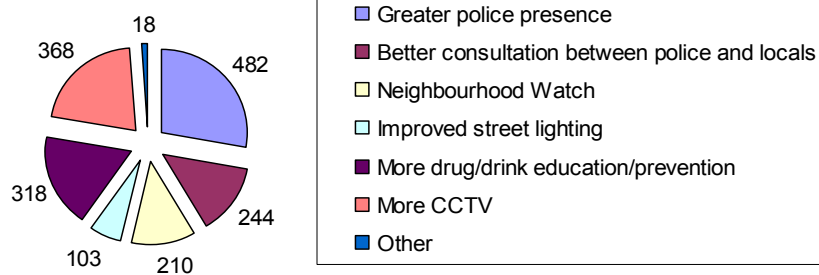 18
368
482
318
244
103
210
Greater police presence
Better consultation between police and locals
Neighbourhood Watch
Improved street lighting
More drug/drink education/prevention
More CCTV
Other